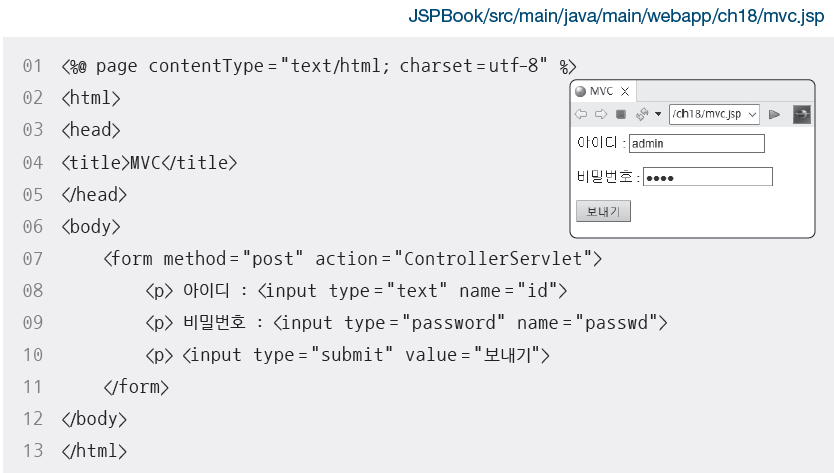 JSPBook/src/main/java/main/webapp/ch18/mvc.jsp
01 <%@ page contentType="text/html; charset=utf-8" %>
02 <html>
03 <head>
04 <title>MVC</title>
05 </head>
06 <body>
07 <form method="post" action="ControllerServlet">
08 <p> 아이디 : <input type="text" name="id">
09 <p> 비밀번호 : <input type="password" name="passwd">
10 <p> <input type="submit" value="보내기">
11 </form>
12 </body>
13 </html>
MVC
/ch18/mvc.jsp
아이디 : admin
비밀번호 : ●●●●
보내기